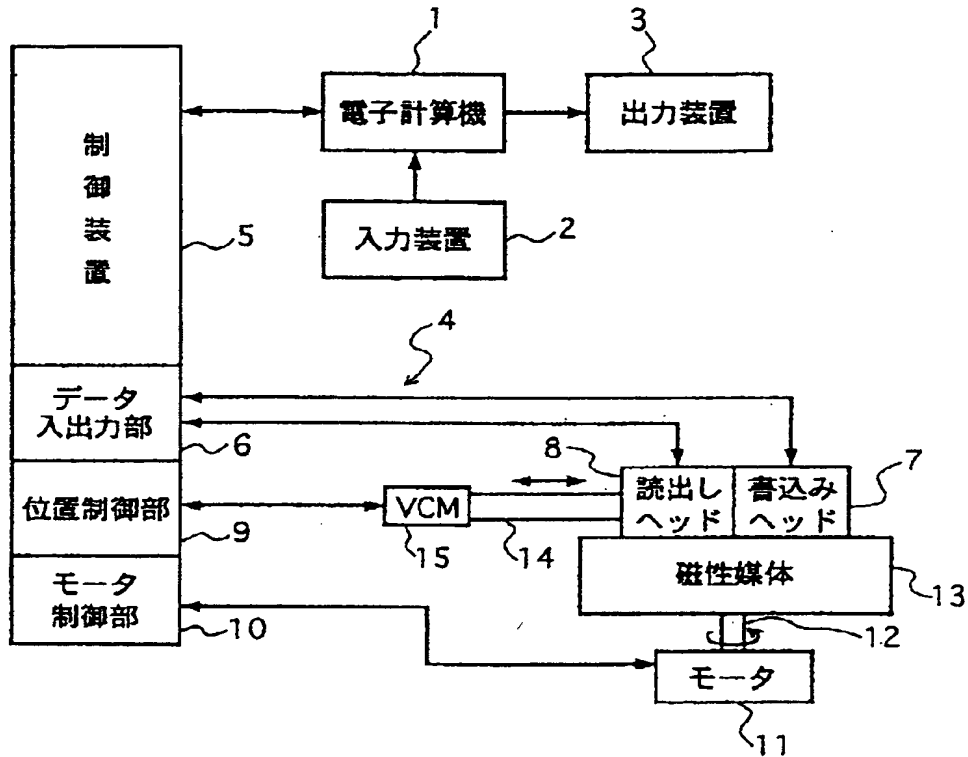 1
3
電子計算機
出力装置
制
御
装
置
5
入力装置
2
4
データ
入出力部
6
8
読出し
ヘッド
書込み
ヘッド
7
位置制御部
9
VCM
15
14
磁性媒体
13
モータ
制御部
10
12
モータ
11